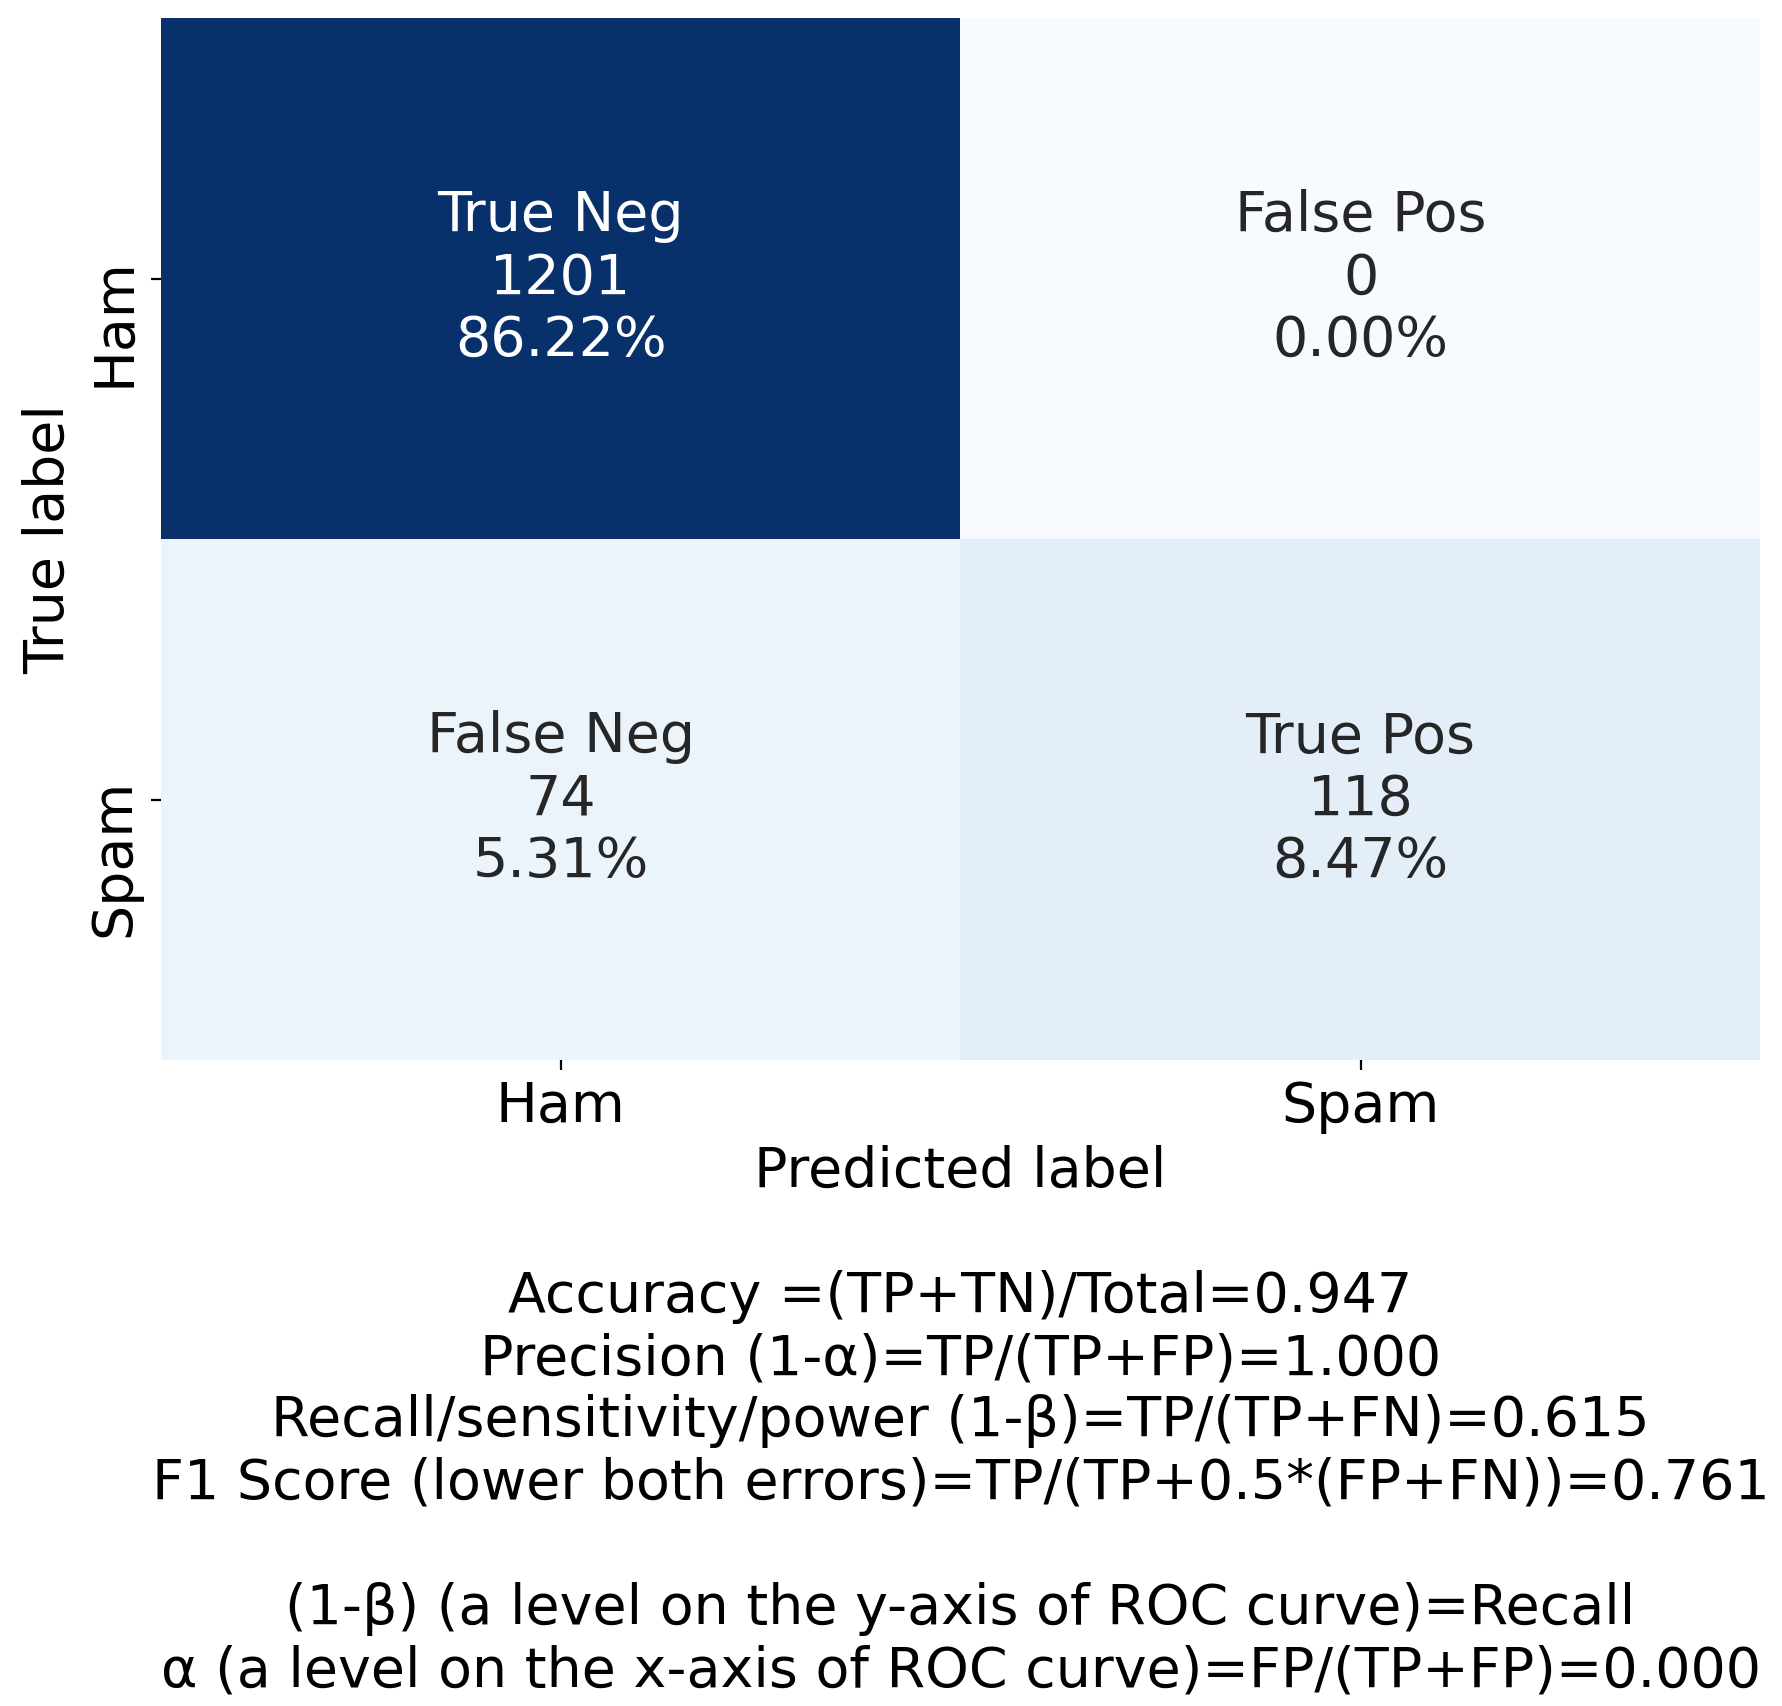 True Neg
1201
86.22%
False Pos
0
0.00%
False Neg
74
5.31%
True Pos
118
8.47%
True label
Ham
Spam
Ham
Spam
Predicted label
Accuracy =(TP+TN)/Total=0.947
Precision (1-α)=TP/(TP+FP)=1.000
Recall/sensitivity/power (1-β)=TP/(TP+FN)=0.615
F1 Score (lower both errors)=TP/(TP+0.5*(FP+FN))=0.761
(1-β) (a level on the y-axis of ROC curve)=Recall
α (a level on the x-axis of ROC curve)=FP/(TP+FP)=0.000